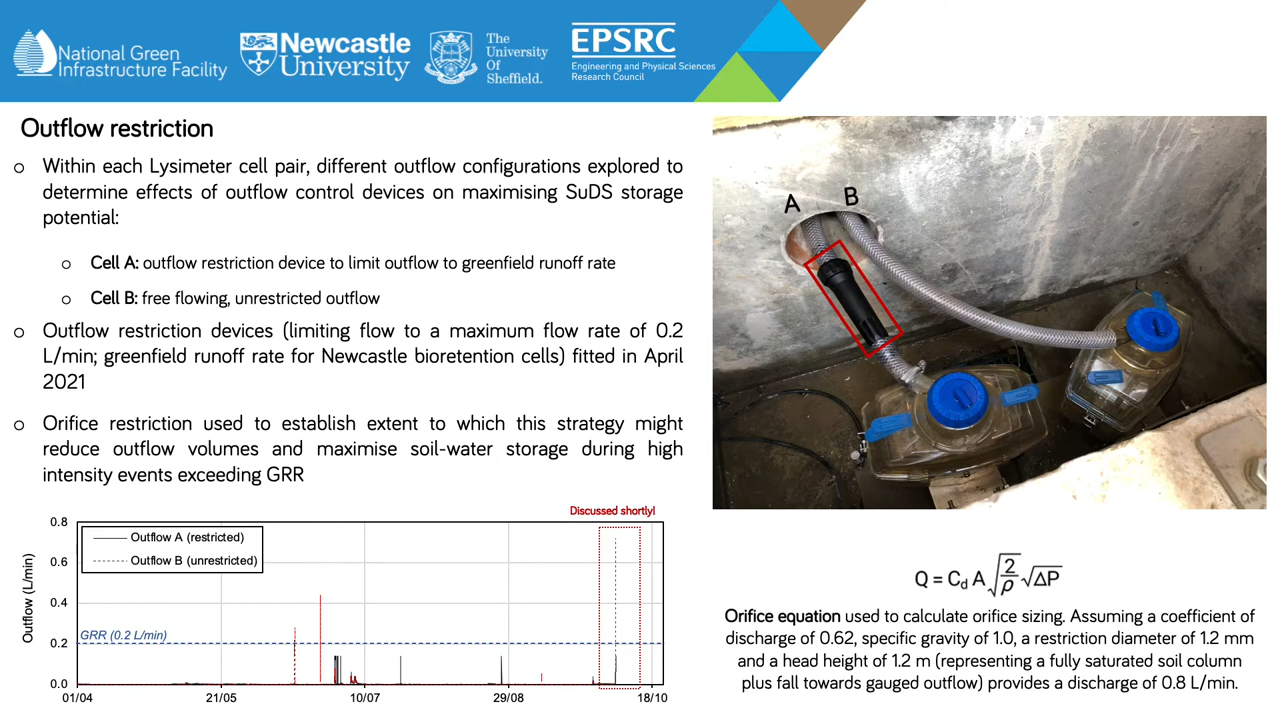 National Green
Infrastructure Facility
Newcastle
University
The
University
Of
Sheffield.
EPSRC
Engineering and Physical Sciences
Research Council
Outflow restriction
o Within each Lysimeter cell pair, different outflow configurations explored to
determine effects of outflow control devices on maximising SuDS storage
potential:
o Cell A: outflow restriction device to limit outflow to greenfield runoff rate
o Cell B: free flowing, unrestricted outflow
o Outflow restriction devices (limiting flow to a maximum flow rate of 0.2
L/min; greenfield runoff rate for Newcastle bioretention cells) fitted in April
2021
o Orifice restriction used to establish extent to which this strategy might
reduce outflow volumes and maximise soil-water storage during high
intensity events exceeding GRR
Discussed shortly!
0.8
0.6
0.4
0.2
0.0
Outflow (L/min)
Outflow A (restricted)
Outflow B (unrestricted)
GRR (0.2 L/min)
01/04 21/05 10/07 29/08 18/10
A B
Q = Cd A √(2/ρ) √ΔP
Orifice equation used to calculate orifice sizing. Assuming a coefficient of
discharge of 0.62, specific gravity of 1.0, a restriction diameter of 1.2 mm
and a head height of 1.2 m (representing a fully saturated soil column
plus fall towards gauged outflow) provides a discharge of 0.8 L/min.